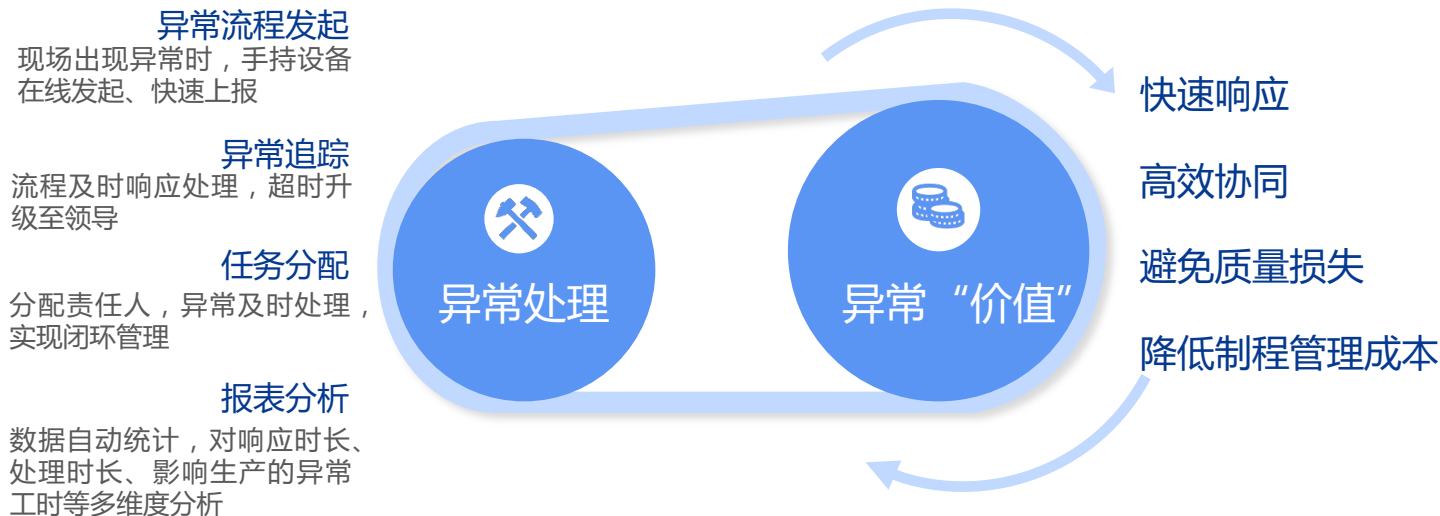 异常流程发起
现场出现异常时，手持设备
在线发起、快速上报
异常追踪
流程及时响应处理，超时升
级至领导
任务分配
分配责任人，异常及时处理，
实现闭环管理
报表分析
数据自动统计，对响应时长、
处理时长、影响生产的异常
工时等多维度分析
异常处理
异常“价值”
快速响应
高效协同
避免质量损失
降低制程管理成本